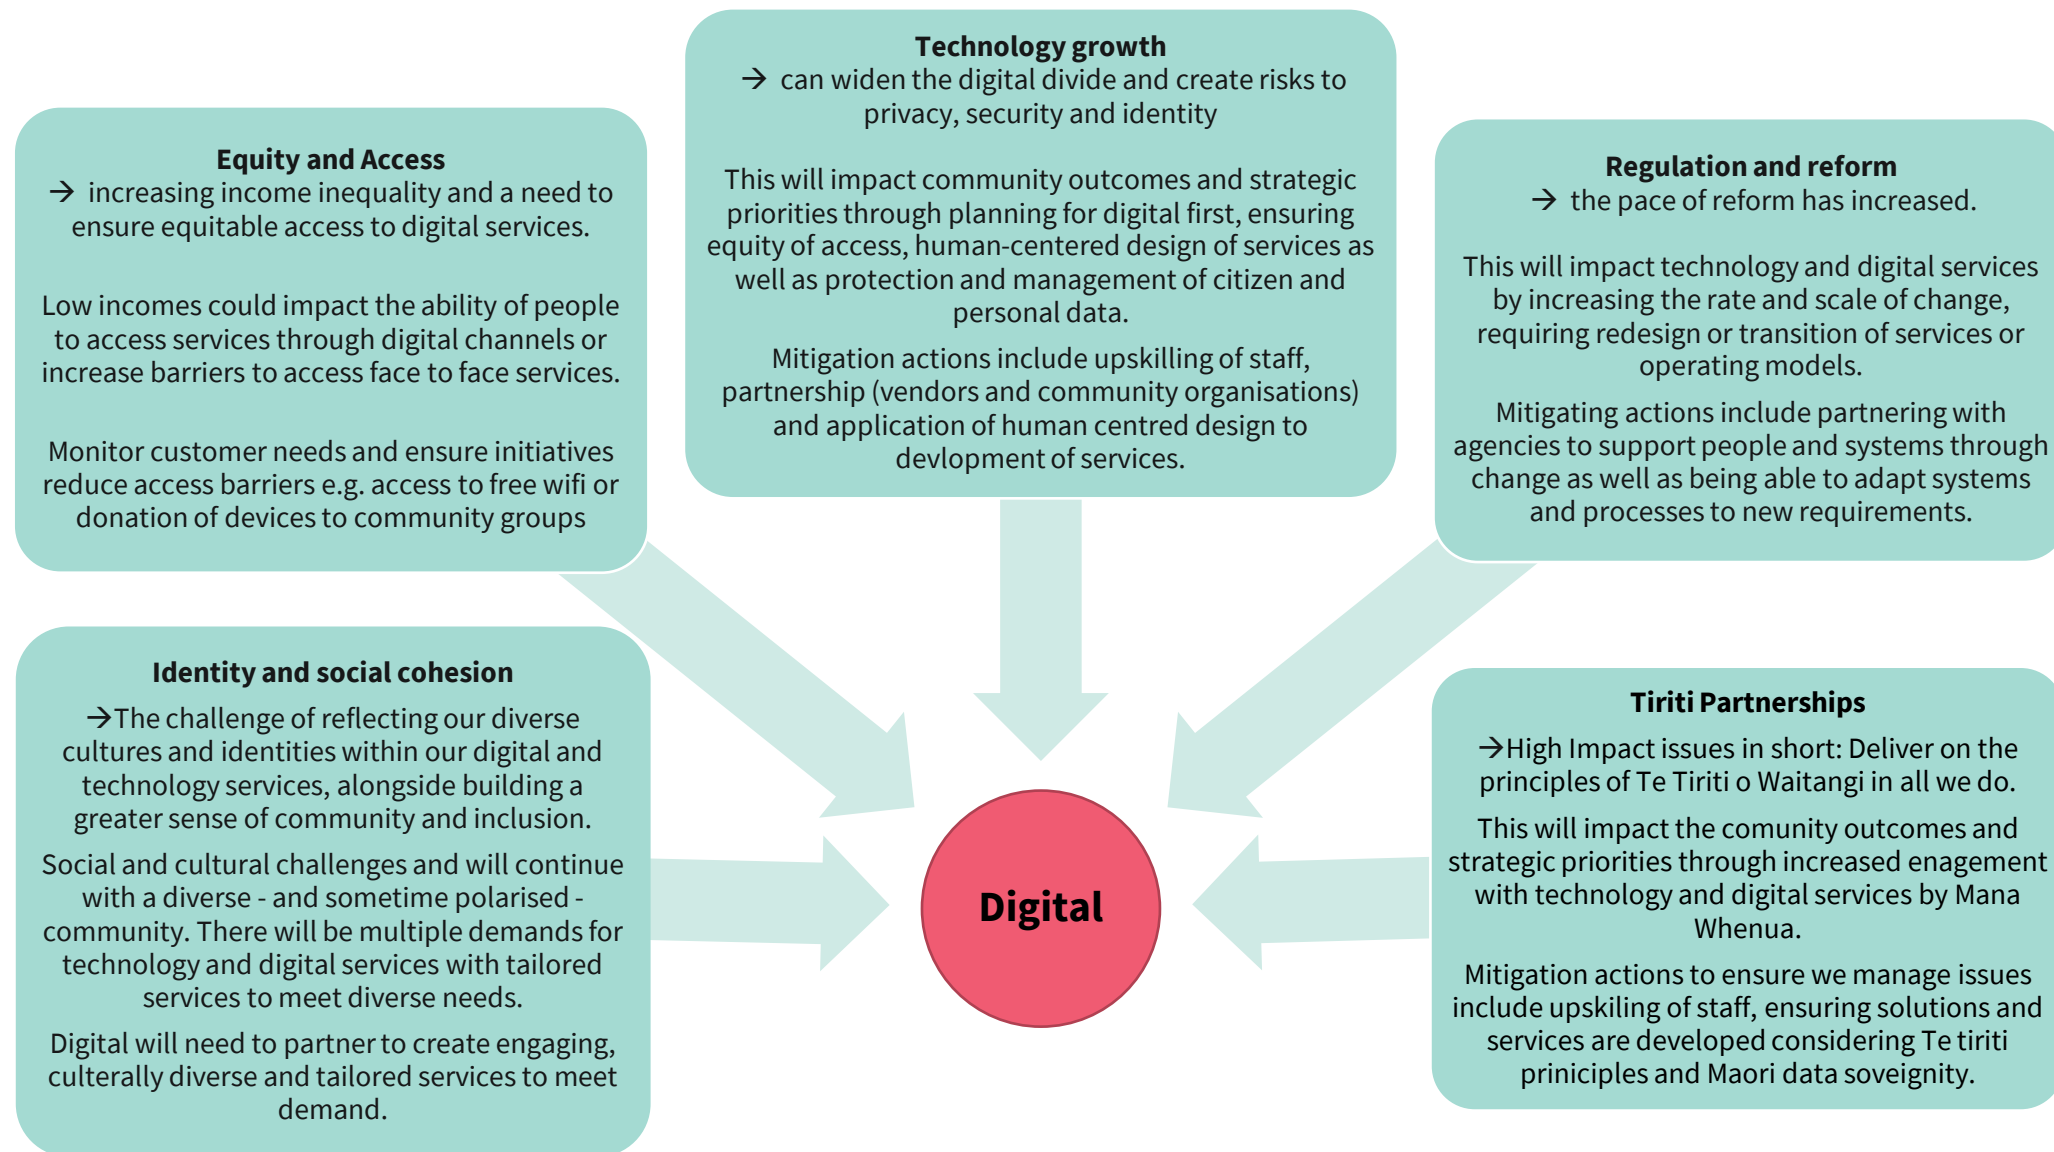 Technology growth
→ can widen the digital divide and create risks to
privacy, security and identity
This will impact community outcomes and strategic
priorities through planning for digital first, ensuring
equity of access, human-centered design of services as
well as protection and management of citizen and
personal data.
Mitigation actions include upskilling of staff,
partnership (vendors and community organisations)
and application of human centred design to
devlopment of services.
Equity and Access
→ increasing income inequality and a need to
ensure equitable access to digital services.
Low incomes could impact the ability of people
to access services through digital channels or
increase barriers to access face to face services.
Monitor customer needs and ensure initiatives
reduce access barriers e.g. access to free wifi or
donation of devices to community groups
Regulation and reform
→ the pace of reform has increased.
This will impact technology and digital services
by increasing the rate and scale of change,
requiring redesign or transition of services or
operating models.
Mitigating actions include partnering with
agencies to support people and systems through
change as well as being able to adapt systems
and processes to new requirements.
Identity and social cohesion
→The challenge of reflecting our diverse
cultures and identities within our digital and
technology services, alongside building a
greater sense of community and inclusion.
Social and cultural challenges and will continue
with a diverse - and sometime polarised -
community. There will be multiple demands for
technology and digital services with tailored
services to meet diverse needs.
Digital will need to partner to create engaging,
culterally diverse and tailored services to meet
demand.
Digital
Tiriti Partnerships
→High Impact issues in short: Deliver on the
principles of Te Tiriti o Waitangi in all we do.
This will impact the comunity outcomes and
strategic priorities through increased enagement
with technology and digital services by Mana
Whenua.
Mitigation actions to ensure we manage issues
include upskiling of staff, ensuring solutions and
services are developed considering Te tiriti
priniciples and Maori data soveignity.